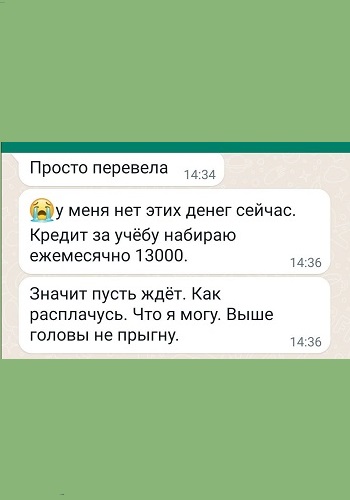 Просто перевела 14:34
😭у меня нет этих денег сейчас.
Кредит за учёбу набираю
ежемесячно 13000. 14:36
Значит пусть ждёт. Как
расплачусь. Что я могу. Выше
головы не прыгну. 14:36